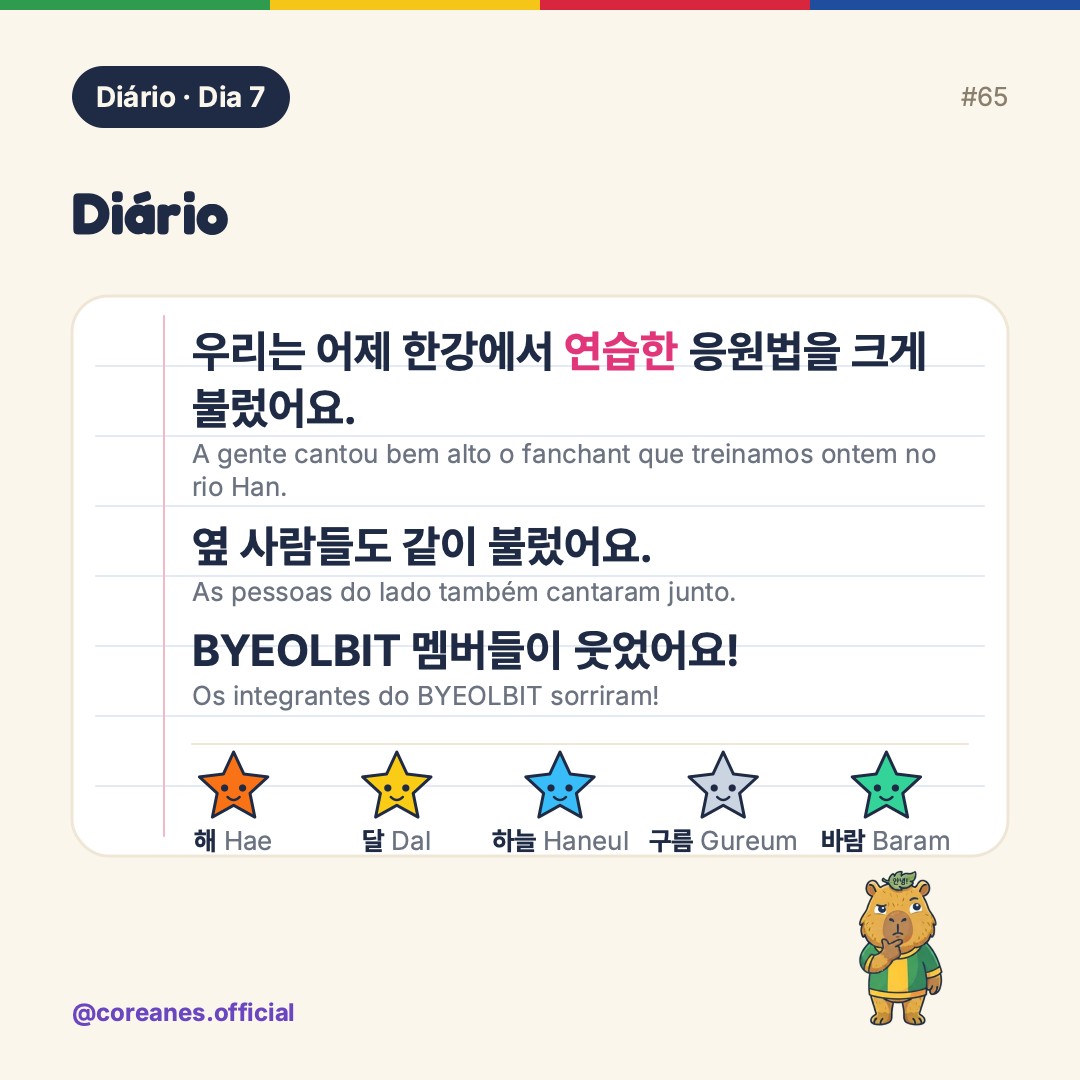 Diário · Dia 7
#65
Diário
우리는 어제 한강에서 연습한 응원법을 크게
불렀어요.
A gente cantou bem alto o fanchant que treinamos ontem no
rio Han.
옆 사람들도 같이 불렀어요.
As pessoas do lado também cantaram junto.
BYEOLBIT 멤버들이 웃었어요!
Os integrantes do BYEOLBIT sorriram!
해 Hae
달 Dal
하늘 Haneul
구름 Gureum
바람 Baram
안녕!
@coreanes.official